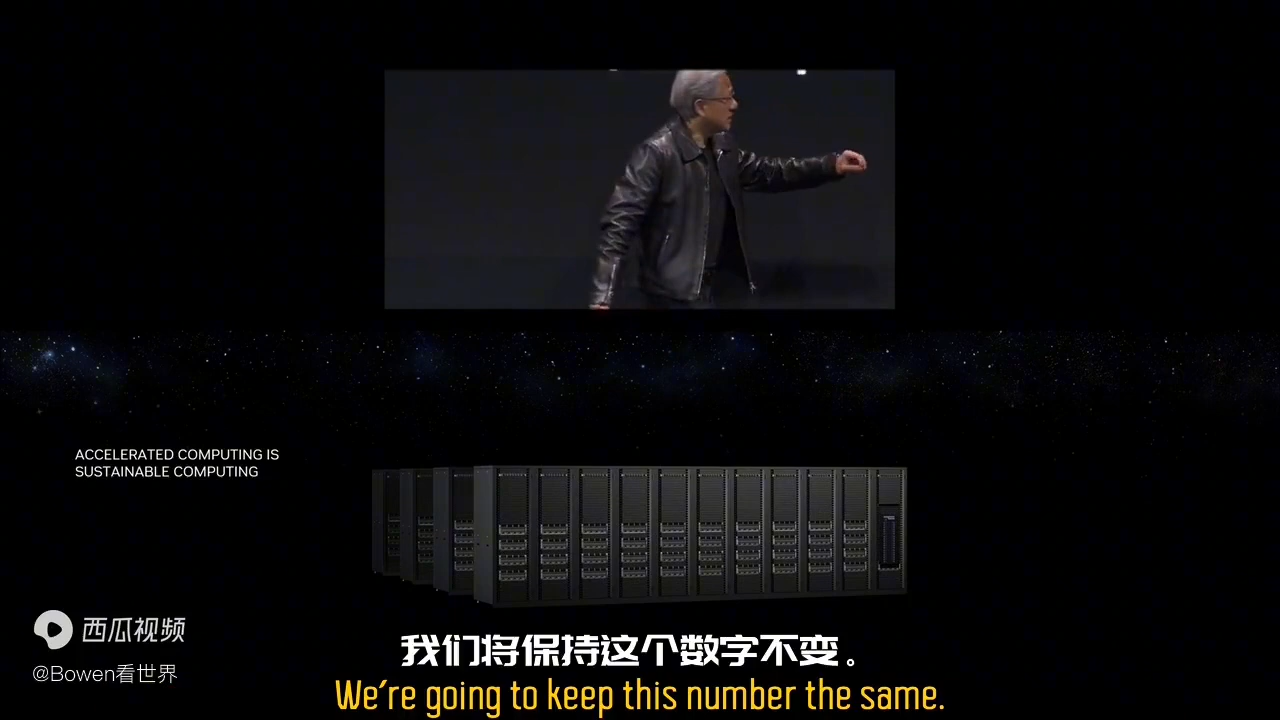 ACCELERATED COMPUTING IS
SUSTAINABLE COMPUTING
西瓜视频
@Bowen看世界
我们将保持这个数字不变。
We're going to keep this number the same.